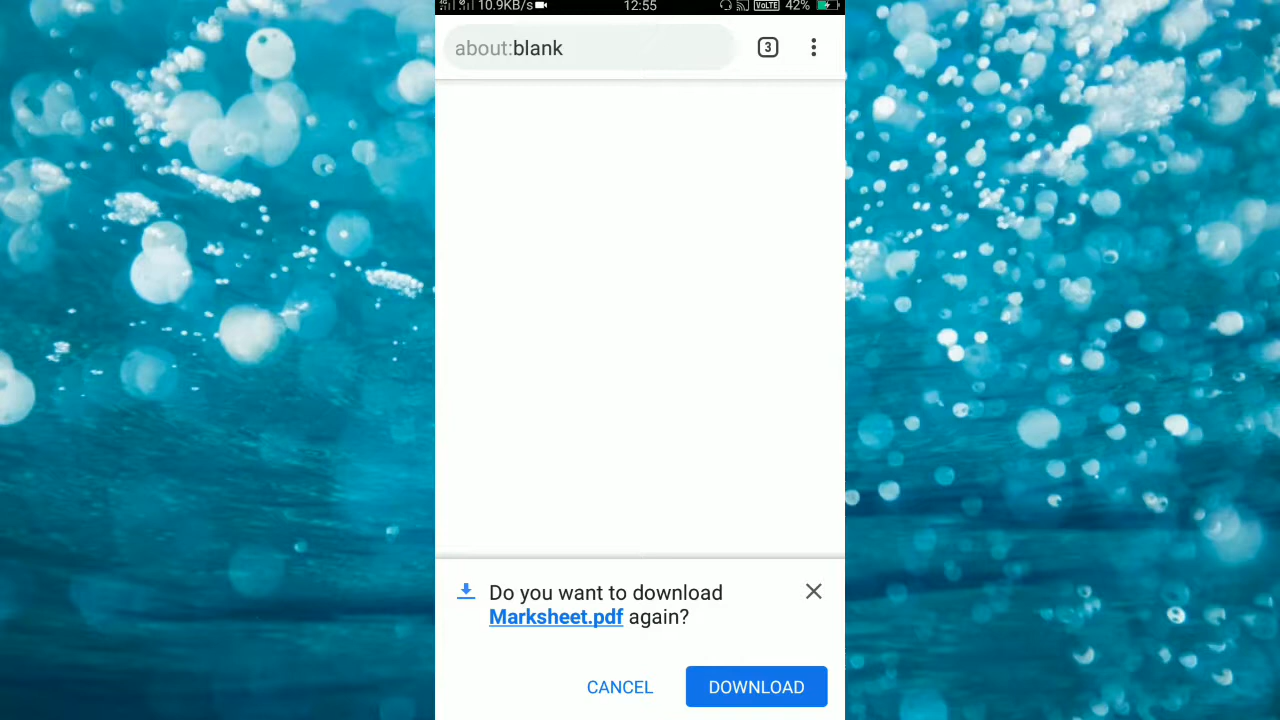 10.9KB/s 12:55 VoLTE 42%
about:blank 3
Do you want to download
Marksheet.pdf again?
CANCEL DOWNLOAD